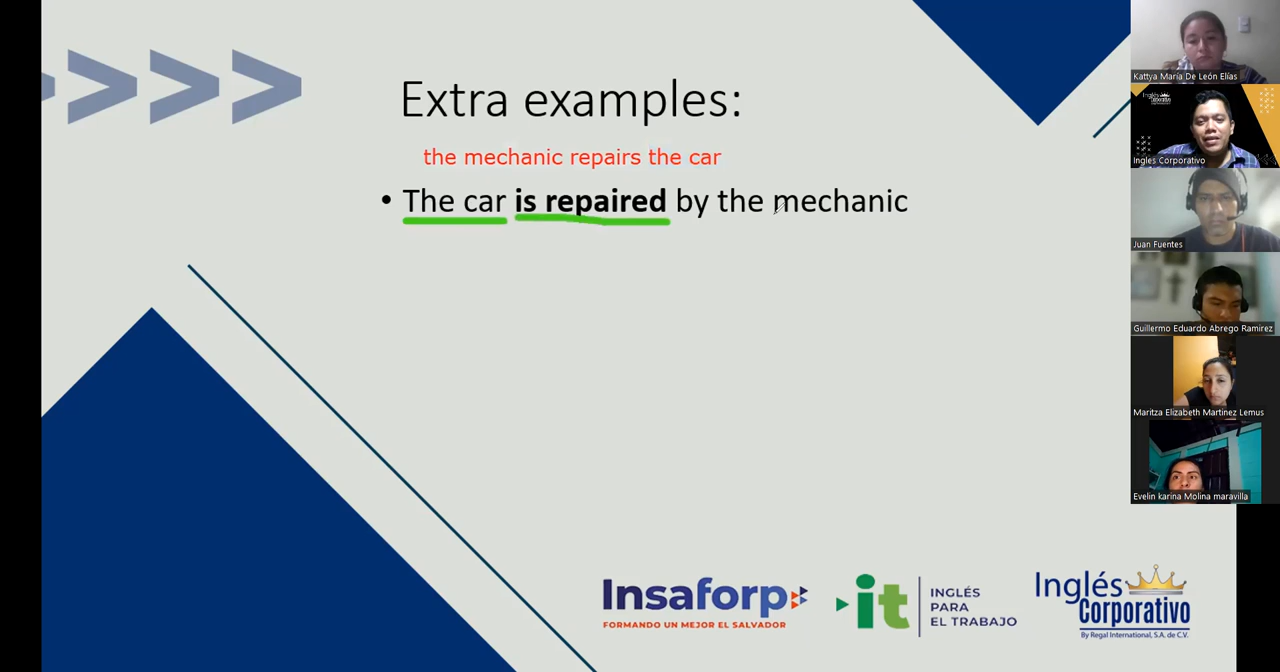 Extra examples:
the mechanic repairs the car
• The car is repaired by the mechanic
Insaforp
FORMANDO UN MEJOR EL SALVADOR
it
INGLÉS
PARA
EL TRABAJO
Inglés
Corporativo
By Regal International, S.A. de C.V.
Kattya María De León Elías
Ingles Corporativo
Juan Fuentes
Guillermo Eduardo Abrego Ramirez
Maritza Elizabeth Martinez Lemus
Evelin karina Molina maravilla